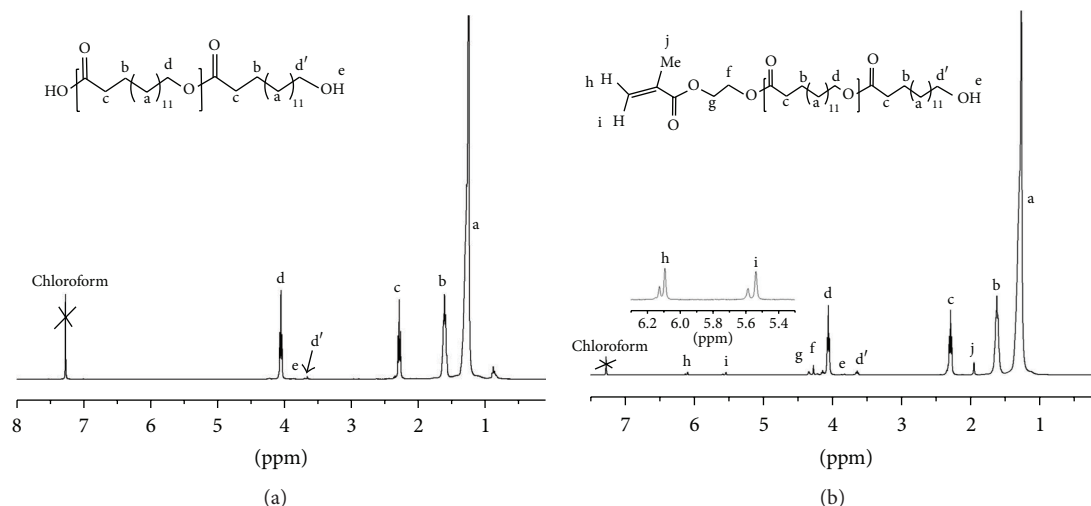 O O
b d b d′ e
HO O OH
c a 11 c a 11
a
Chloroform
d c b
e d′
8 7 6 5 4 3 2 1
(ppm)
(a)
j
h Me f O b d O b d′ e
H O O O OH
g c a 11 c a 11
i H O
a
h i
6.2 6.0 5.8 5.6 5.4
(ppm)
d c b
Chloroform
h i g f e d′ j
7 6 5 4 3 2 1
(ppm)
(b)